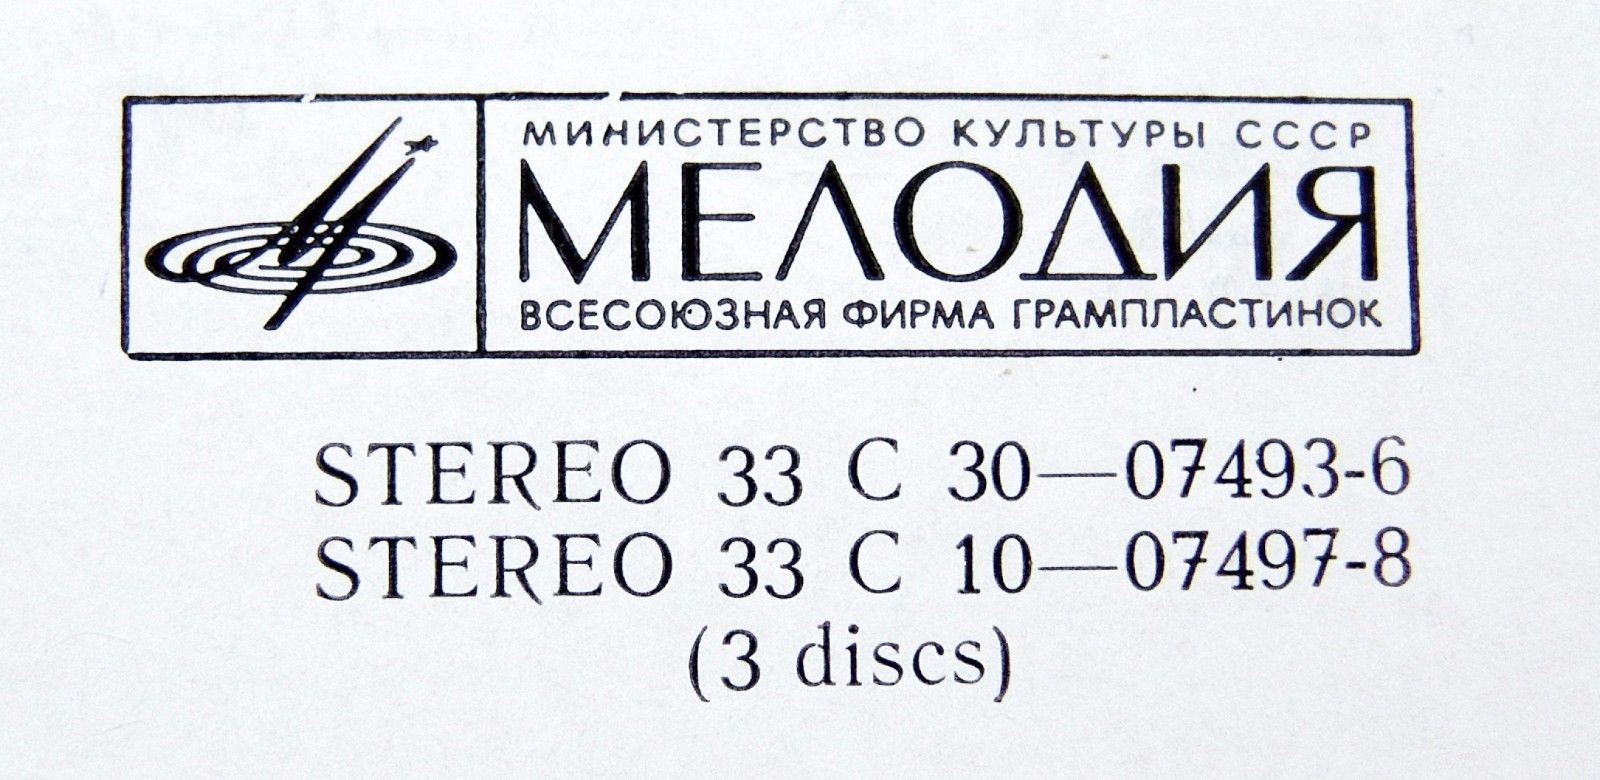 МИНИСТЕРСТВО КУЛЬТУРЫ СССР
МЕЛОДИЯ
ВСЕСОЮЗНАЯ ФИРМА ГРАМПЛАСТИНОК
STEREO 33 C 30—07493-6
STEREO 33 C 10—07497-8
(3 discs)